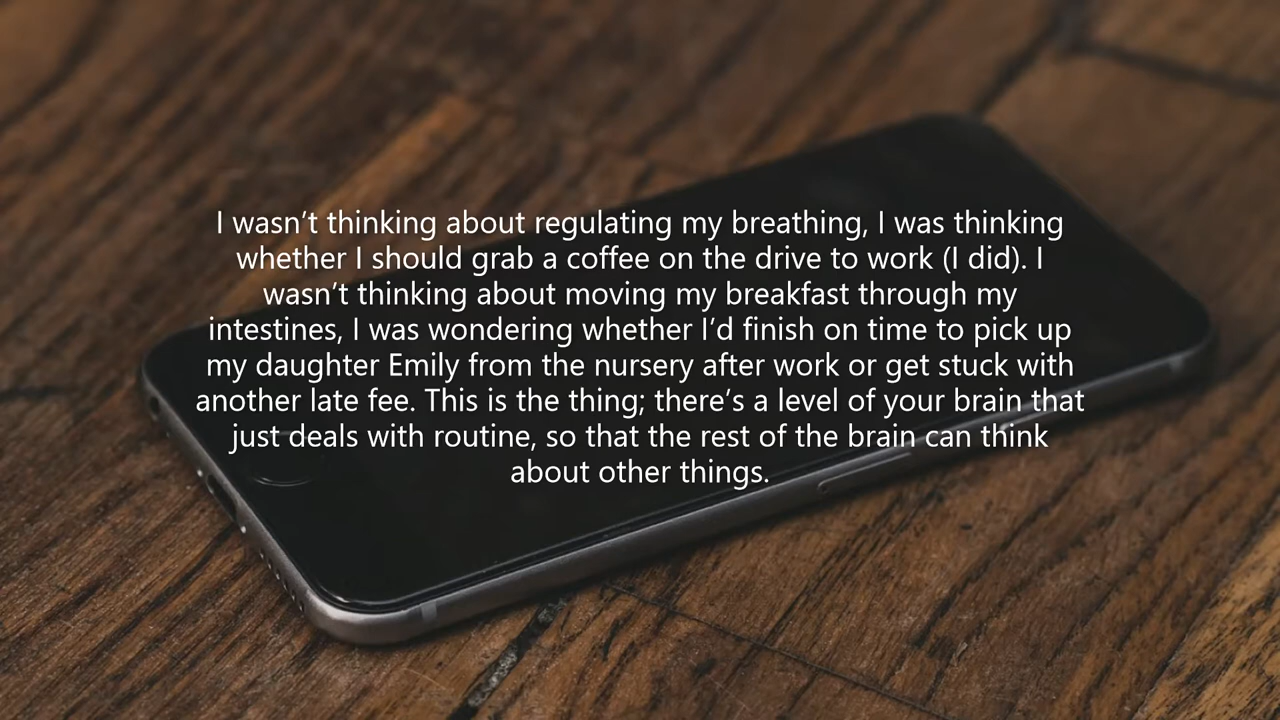 I wasn’t thinking about regulating my breathing, I was thinking
whether I should grab a coffee on the drive to work (I did). I
wasn’t thinking about moving my breakfast through my
intestines, I was wondering whether I’d finish on time to pick up
my daughter Emily from the nursery after work or get stuck with
another late fee. This is the thing; there’s a level of your brain that
just deals with routine, so that the rest of the brain can think
about other things.